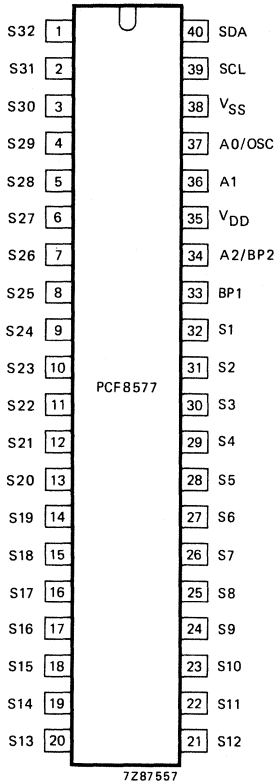 S32 1 40 SDA
S31 2 39 SCL
S30 3 38 VSS
S29 4 37 A0/OSC
S28 5 36 A1
S27 6 35 VDD
S26 7 34 A2/BP2
S25 8 33 BP1
S24 9 32 S1
S23 10 31 S2
PCF8577
S22 11 30 S3
S21 12 29 S4
S20 13 28 S5
S19 14 27 S6
S18 15 26 S7
S17 16 25 S8
S16 17 24 S9
S15 18 23 S10
S14 19 22 S11
S13 20 21 S12
7Z87557